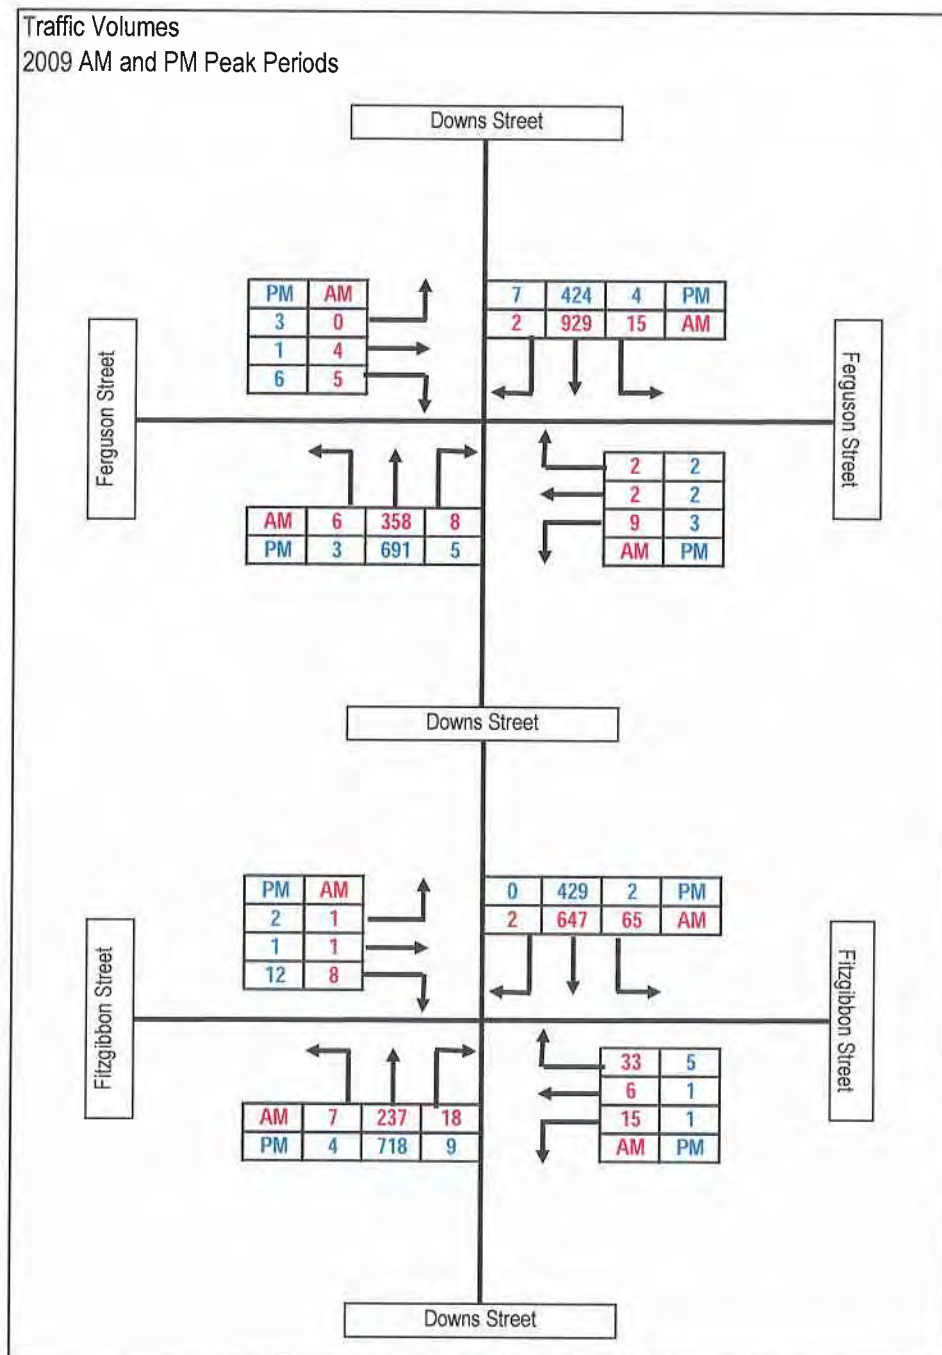 Traffic Volumes
2009 AM and PM Peak Periods
Downs Street
PM AM
3 0
1 4
6 5
7 424 4 PM
2 929 15 AM
Ferguson Street
Ferguson Street
AM 6 358 8
PM 3 691 5
2 2
2 2
9 3
AM PM
Downs Street
PM AM
2 1
1 1
12 8
0 429 2 PM
2 647 65 AM
Fitzgibbon Street
Fitzgibbon Street
AM 7 237 18
PM 4 718 9
33 5
6 1
15 1
AM PM
Downs Street